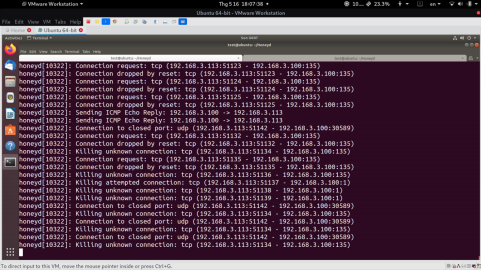 VMware Workstation
Thg 5 16 18:07:38
23.3%
en
Ubuntu 64-bit - VMware Workstation
File Edit View VM Tabs Help
Home
Ubuntu 64-bit
Activities
Terminal
test@ubuntu: ~/Honeyd
File Edit View Search Terminal Tabs Help
test@ubuntu: ~/Honeyd
test@ubuntu: ~/Honeyd
honeyd[10322]: Connection request: tcp (192.168.3.113:51123 - 192.168.3.100:135)
honeyd[10322]: Connection dropped by reset: tcp (192.168.3.113:51123 - 192.168.3.100:135)
honeyd[10322]: Connection request: tcp (192.168.3.113:51124 - 192.168.3.100:135)
honeyd[10322]: Connection dropped by reset: tcp (192.168.3.113:51124 - 192.168.3.100:135)
honeyd[10322]: Connection request: tcp (192.168.3.113:51125 - 192.168.3.100:135)
honeyd[10322]: Connection dropped by reset: tcp (192.168.3.113:51125 - 192.168.3.100:135)
honeyd[10322]: Sending ICMP Echo Reply: 192.168.3.100 -> 192.168.3.113
honeyd[10322]: Sending ICMP Echo Reply: 192.168.3.100 -> 192.168.3.113
honeyd[10322]: Connection to closed port: udp (192.168.3.113:51142 - 192.168.3.100:30589)
honeyd[10322]: Connection request: tcp (192.168.3.113:51132 - 192.168.3.100:135)
honeyd[10322]: Connection dropped by reset: tcp (192.168.3.113:51132 - 192.168.3.100:135)
honeyd[10322]: Killing unknown connection: tcp (192.168.3.113:51134 - 192.168.3.100:135)
honeyd[10322]: Connection request: tcp (192.168.3.113:51135 - 192.168.3.100:135)
honeyd[10322]: Connection dropped by reset: tcp (192.168.3.113:51135 - 192.168.3.100:135)
honeyd[10322]: Killing unknown connection: tcp (192.168.3.113:51136 - 192.168.3.100:135)
honeyd[10322]: Killing attempted connection: tcp (192.168.3.113:51137 - 192.168.3.100:1)
honeyd[10322]: Killing unknown connection: tcp (192.168.3.113:51138 - 192.168.3.100:1)
honeyd[10322]: Killing unknown connection: tcp (192.168.3.113:51139 - 192.168.3.100:1)
honeyd[10322]: Connection to closed port: udp (192.168.3.113:51142 - 192.168.3.100:30589)
honeyd[10322]: Killing unknown connection: tcp (192.168.3.113:51134 - 192.168.3.100:135)
honeyd[10322]: Connection to closed port: udp (192.168.3.113:51142 - 192.168.3.100:30589)
honeyd[10322]: Killing unknown connection: tcp (192.168.3.113:51134 - 192.168.3.100:135)
honeyd[10322]: Connection to closed port: udp (192.168.3.113:51142 - 192.168.3.100:30589)
honeyd[10322]: Killing unknown connection: tcp (192.168.3.113:51134 - 192.168.3.100:135)
To direct input to this VM, move the mouse pointer inside or press Ctrl+G.